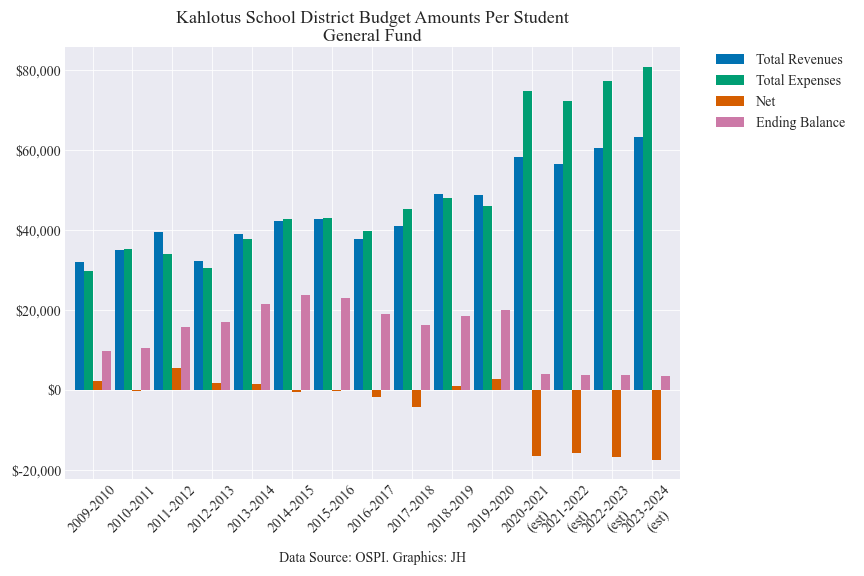 Kahlotus School District Budget Amounts Per Student
General Fund
Total Revenues
Total Expenses
Net
Ending Balance
$80,000
$60,000
$40,000
$20,000
$0
$-20,000
2009-2010
2010-2011
2011-2012
2012-2013
2013-2014
2014-2015
2015-2016
2016-2017
2017-2018
2018-2019
2019-2020
2020-2021
(est)
2021-2022
(est)
2022-2023
(est)
2023-2024
(est)
Data Source: OSPI. Graphics: JH